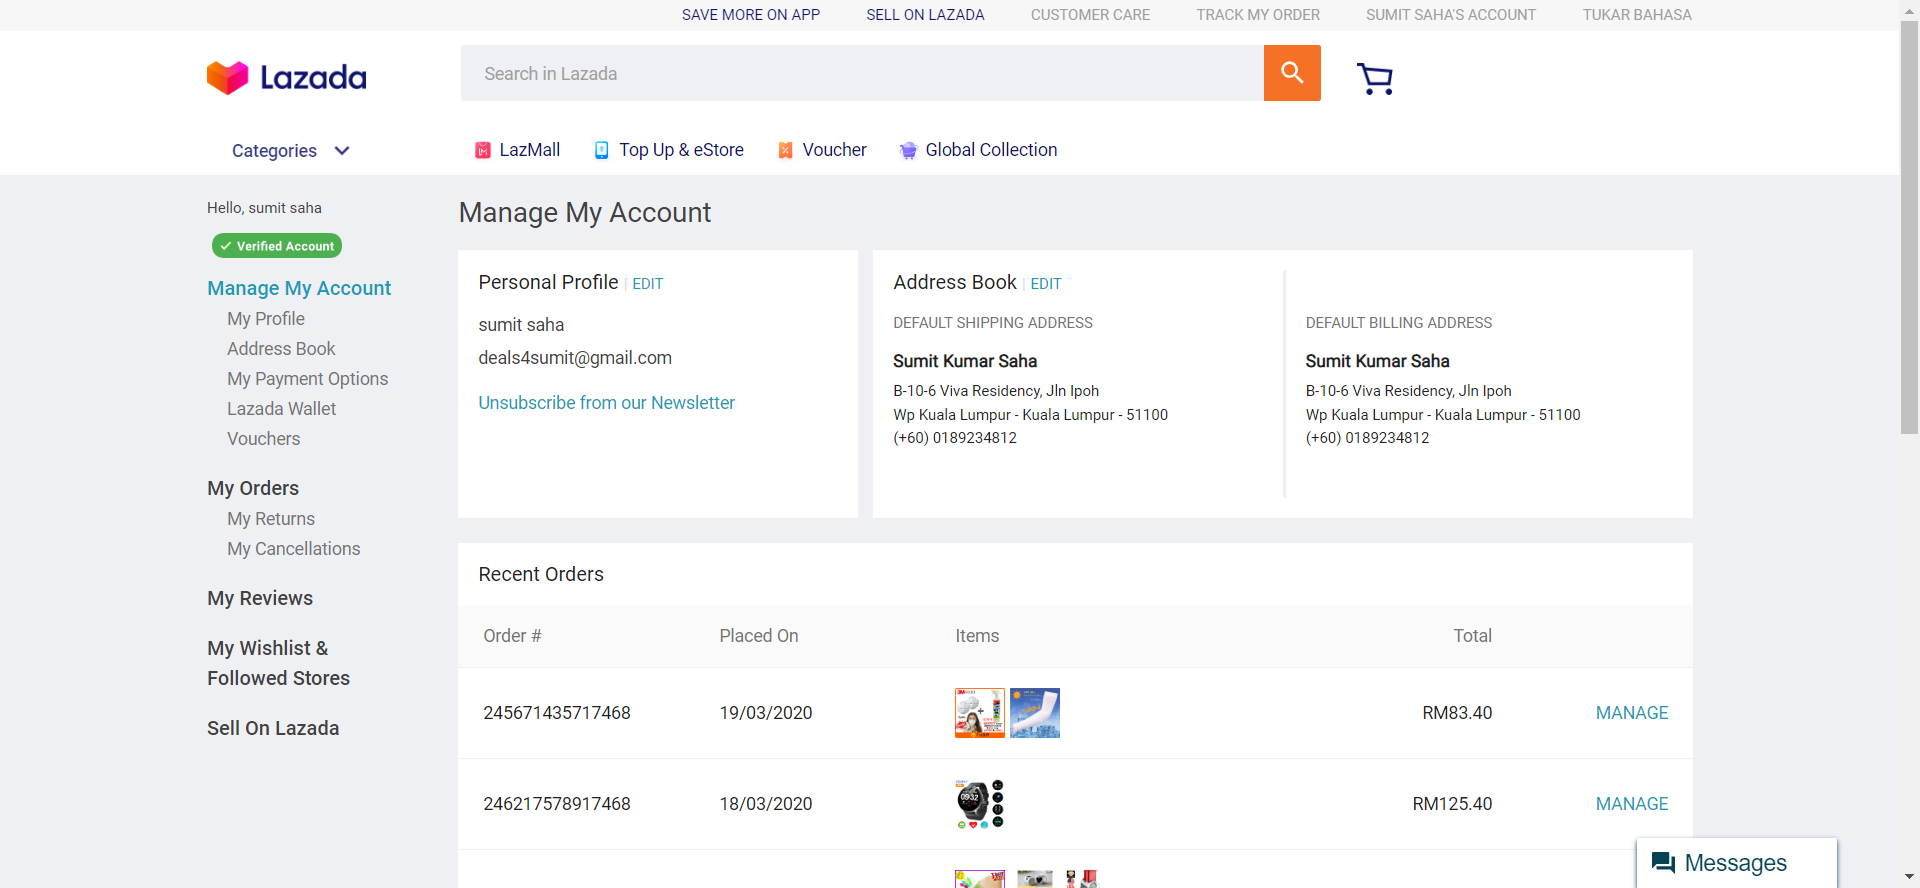 SAVE MORE ON APP SELL ON LAZADA CUSTOMER CARE TRACK MY ORDER SUMIT SAHA'S ACCOUNT TUKAR BAHASA
Lazada
Search in Lazada
Categories LazMall Top Up & eStore Voucher Global Collection
Hello, sumit saha
Verified Account
Manage My Account
My Profile
Address Book
My Payment Options
Lazada Wallet
Vouchers
My Orders
My Returns
My Cancellations
My Reviews
My Wishlist &
Followed Stores
Sell On Lazada
Manage My Account
Personal Profile | EDIT
sumit saha
deals4sumit@gmail.com
Unsubscribe from our Newsletter
Address Book | EDIT
DEFAULT SHIPPING ADDRESS
Sumit Kumar Saha
B-10-6 Viva Residency, Jln Ipoh
Wp Kuala Lumpur - Kuala Lumpur - 51100
(+60) 0189234812
DEFAULT BILLING ADDRESS
Sumit Kumar Saha
B-10-6 Viva Residency, Jln Ipoh
Wp Kuala Lumpur - Kuala Lumpur - 51100
(+60) 0189234812
Recent Orders
Order # Placed On Items Total
245671435717468 19/03/2020 RM83.40 MANAGE
246217578917468 18/03/2020 RM125.40 MANAGE
Messages